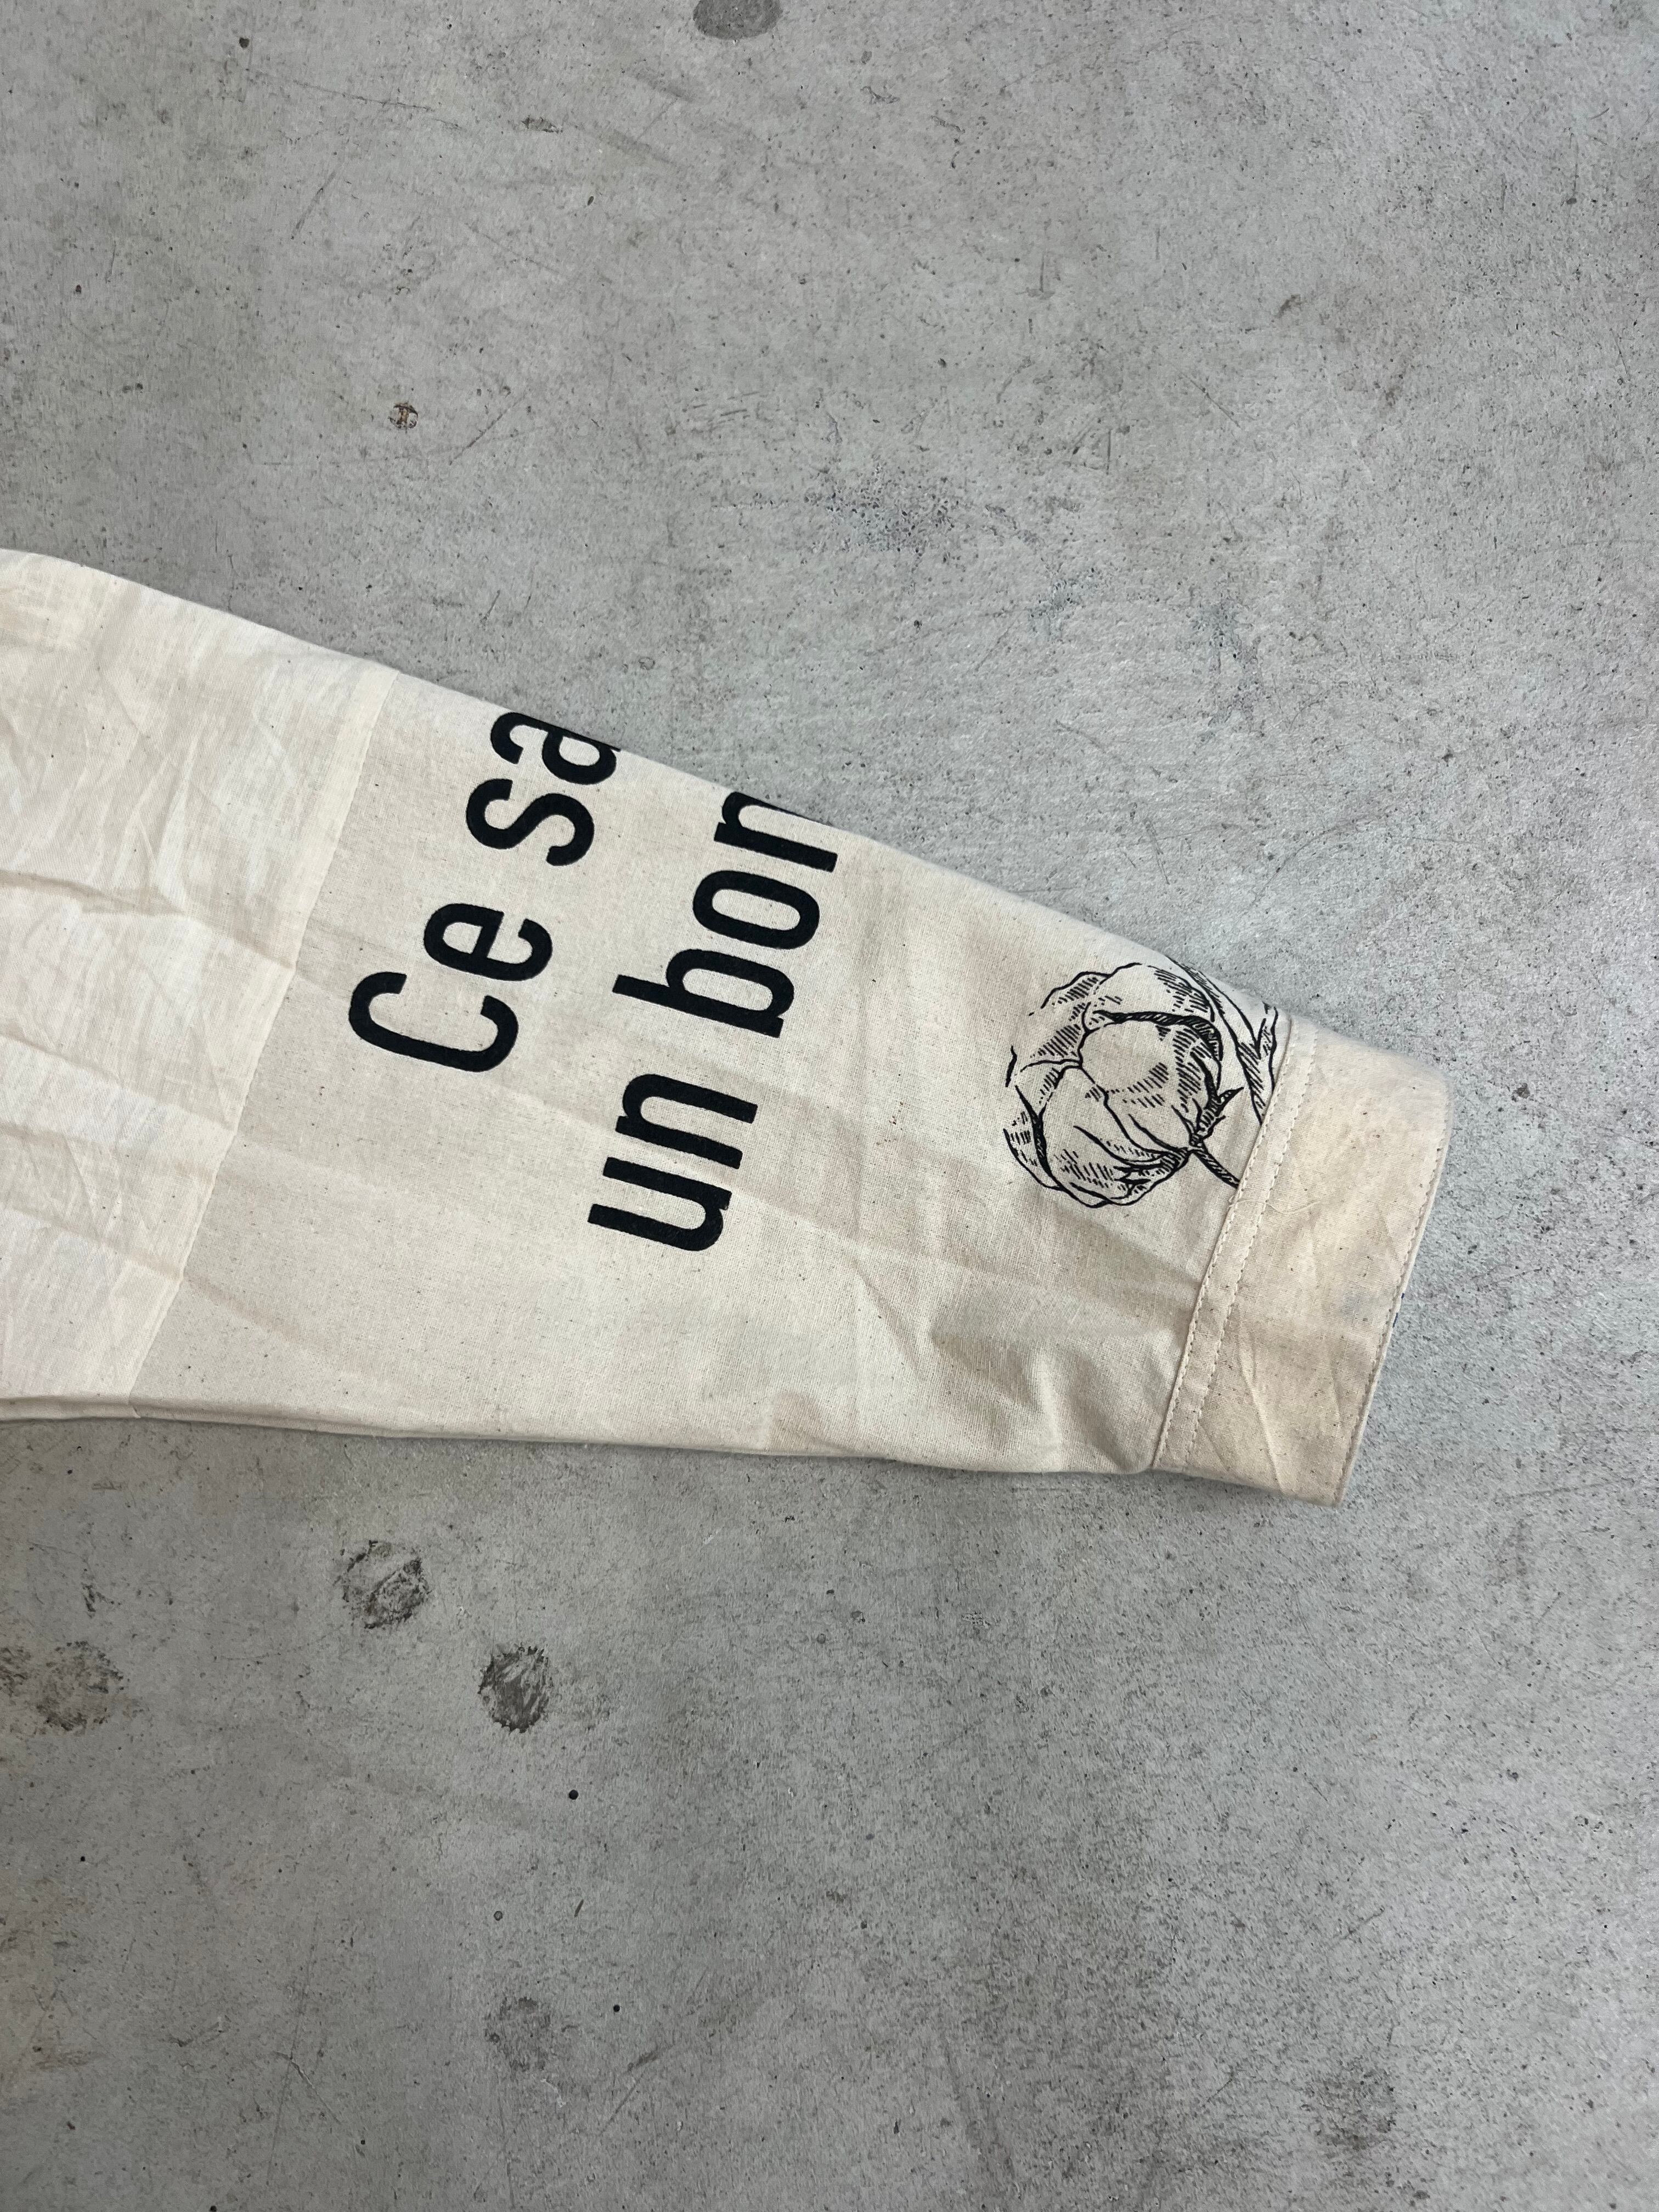 Ce sa
un bon